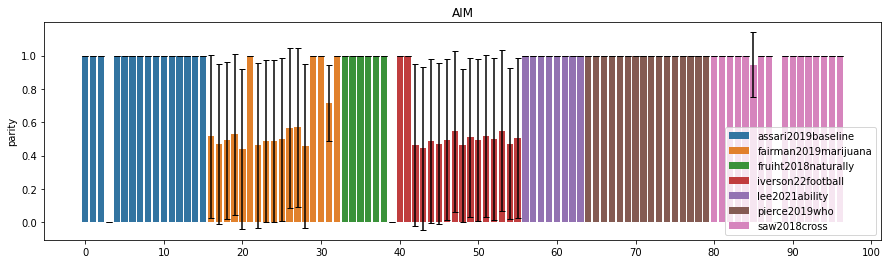 AIM
parity
1.0
0.8
0.6
0.4
0.2
0.0
0 10 20 30 40 50 60 70 80 90 100
assari2019baseline
fairman2019marijuana
fruiht2018naturally
iverson22football
lee2021ability
pierce2019who
saw2018cross